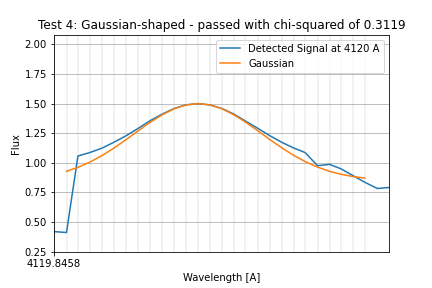 Test 4: Gaussian-shaped - passed with chi-squared of 0.3119
Detected Signal at 4120 A
Gaussian
2.00
1.75
1.50
1.25
1.00
0.75
0.50
0.25
Flux
4119.8458
Wavelength [A]